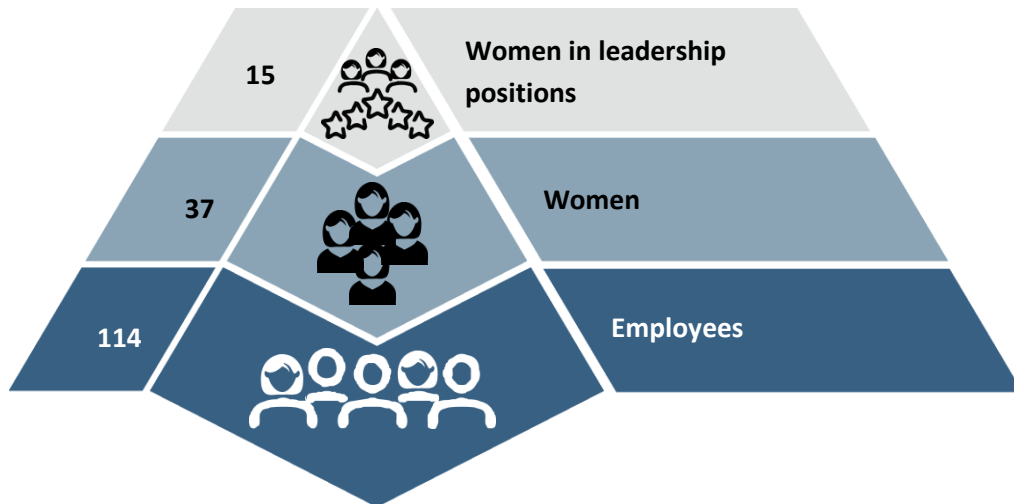 15
Women in leadership
positions
37
Women
114
Employees